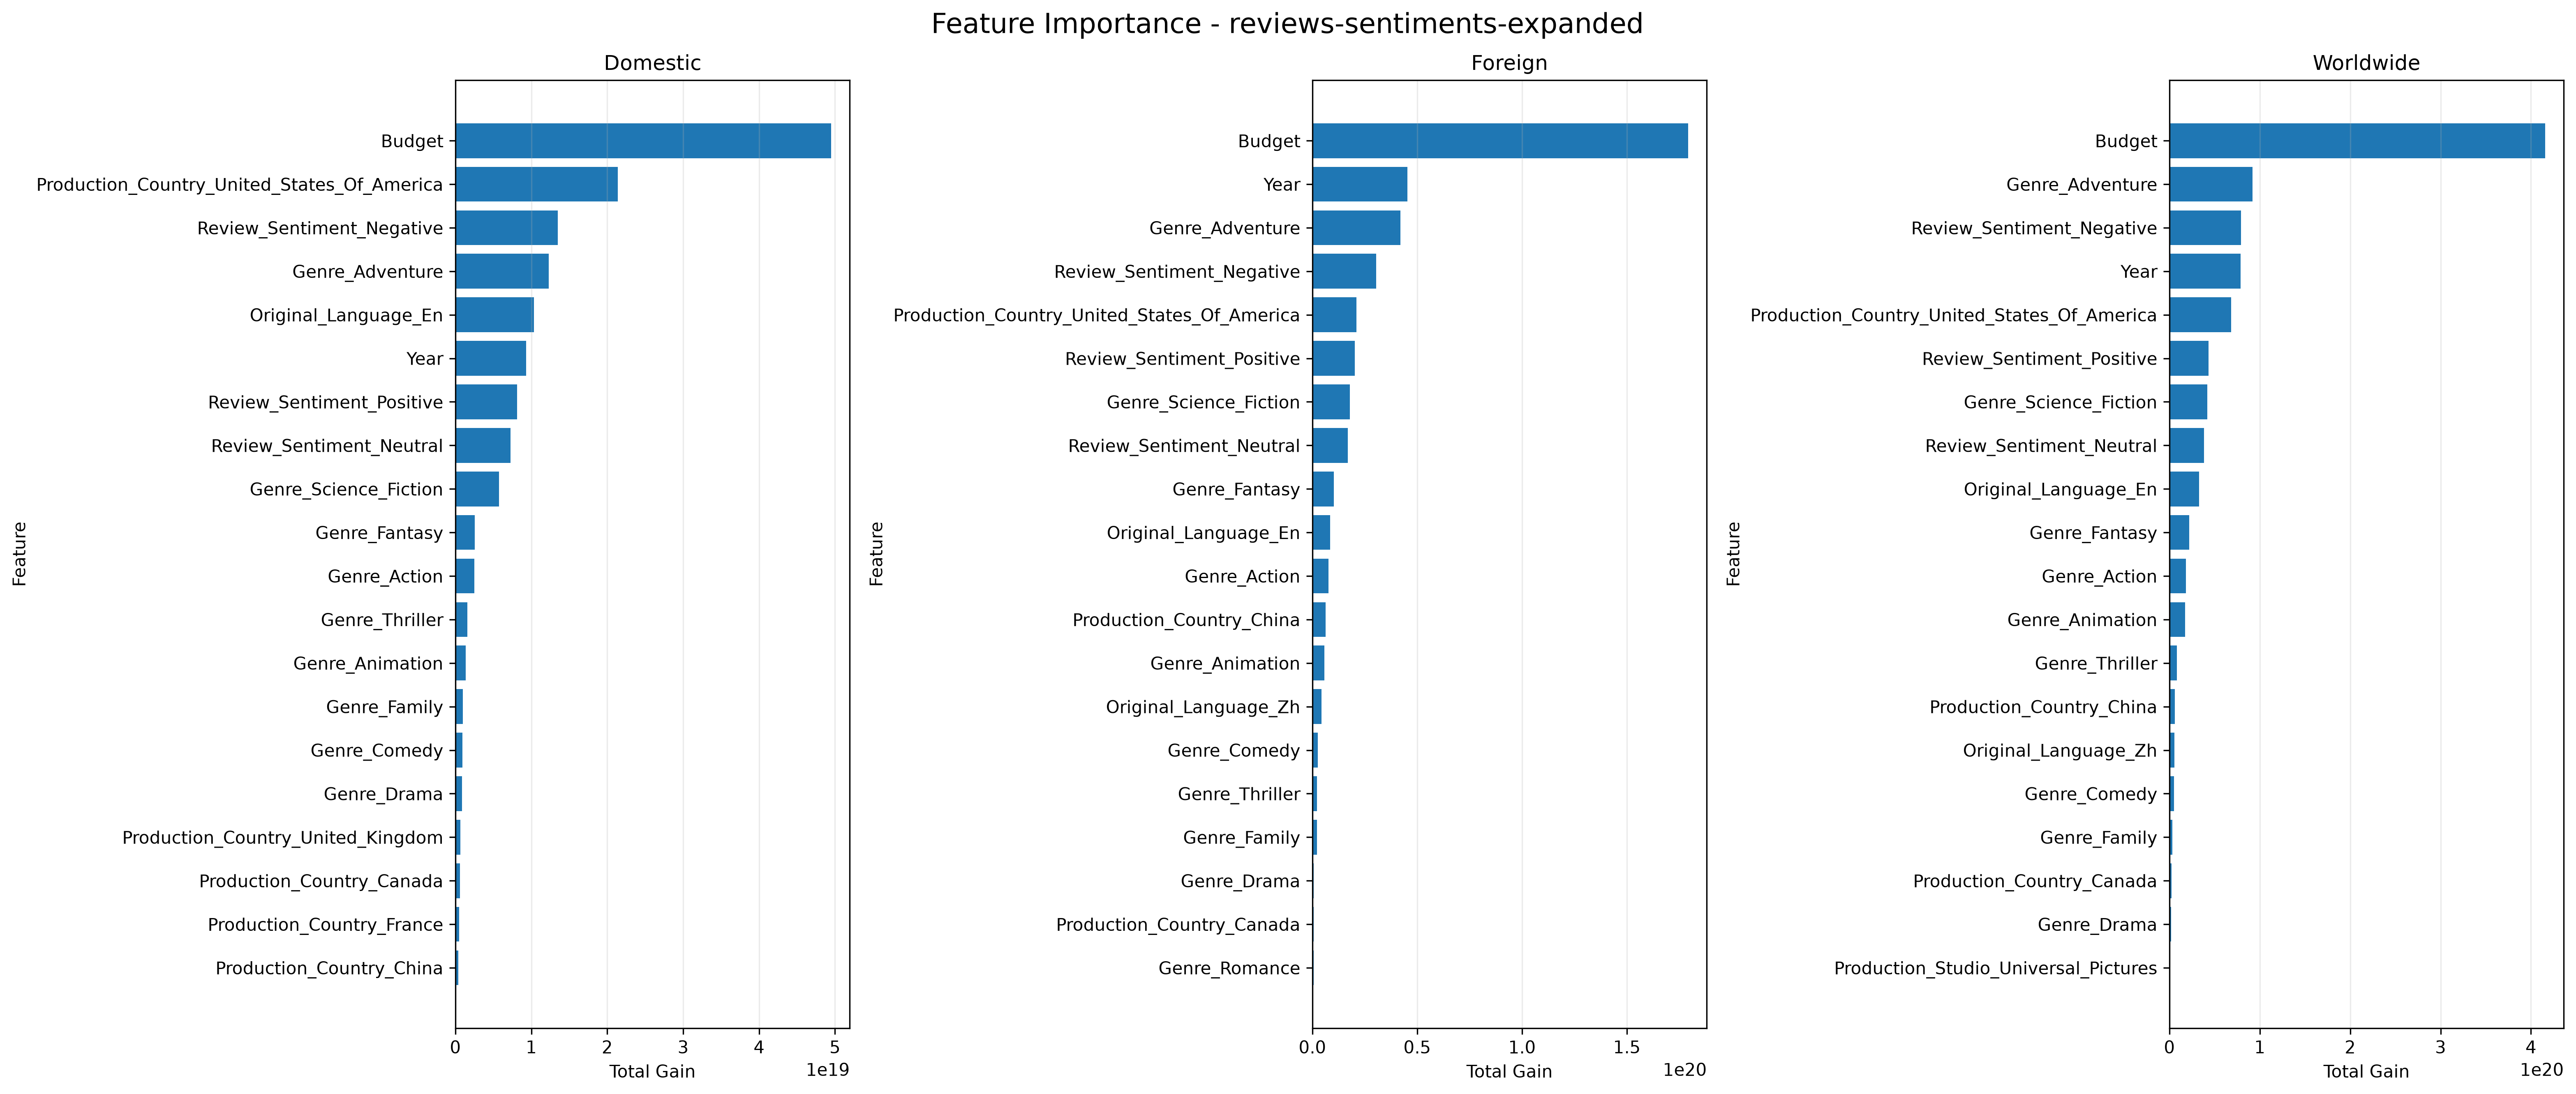 Feature Importance - reviews-sentiments-expanded
Domestic
Feature
Budget
Production_Country_United_States_Of_America
Review_Sentiment_Negative
Genre_Adventure
Original_Language_En
Year
Review_Sentiment_Positive
Review_Sentiment_Neutral
Genre_Science_Fiction
Genre_Fantasy
Genre_Action
Genre_Thriller
Genre_Animation
Genre_Family
Genre_Comedy
Genre_Drama
Production_Country_United_Kingdom
Production_Country_Canada
Production_Country_France
Production_Country_China
0 1 2 3 4 5
Total Gain
1e19
Foreign
Feature
Budget
Year
Genre_Adventure
Review_Sentiment_Negative
Production_Country_United_States_Of_America
Review_Sentiment_Positive
Genre_Science_Fiction
Review_Sentiment_Neutral
Genre_Fantasy
Original_Language_En
Genre_Action
Production_Country_China
Genre_Animation
Original_Language_Zh
Genre_Comedy
Genre_Thriller
Genre_Family
Genre_Drama
Production_Country_Canada
Genre_Romance
0.0 0.5 1.0 1.5
Total Gain
1e20
Worldwide
Feature
Budget
Genre_Adventure
Review_Sentiment_Negative
Year
Production_Country_United_States_Of_America
Review_Sentiment_Positive
Genre_Science_Fiction
Review_Sentiment_Neutral
Original_Language_En
Genre_Fantasy
Genre_Action
Genre_Animation
Genre_Thriller
Production_Country_China
Original_Language_Zh
Genre_Comedy
Genre_Family
Production_Country_Canada
Genre_Drama
Production_Studio_Universal_Pictures
0 1 2 3 4
Total Gain
1e20